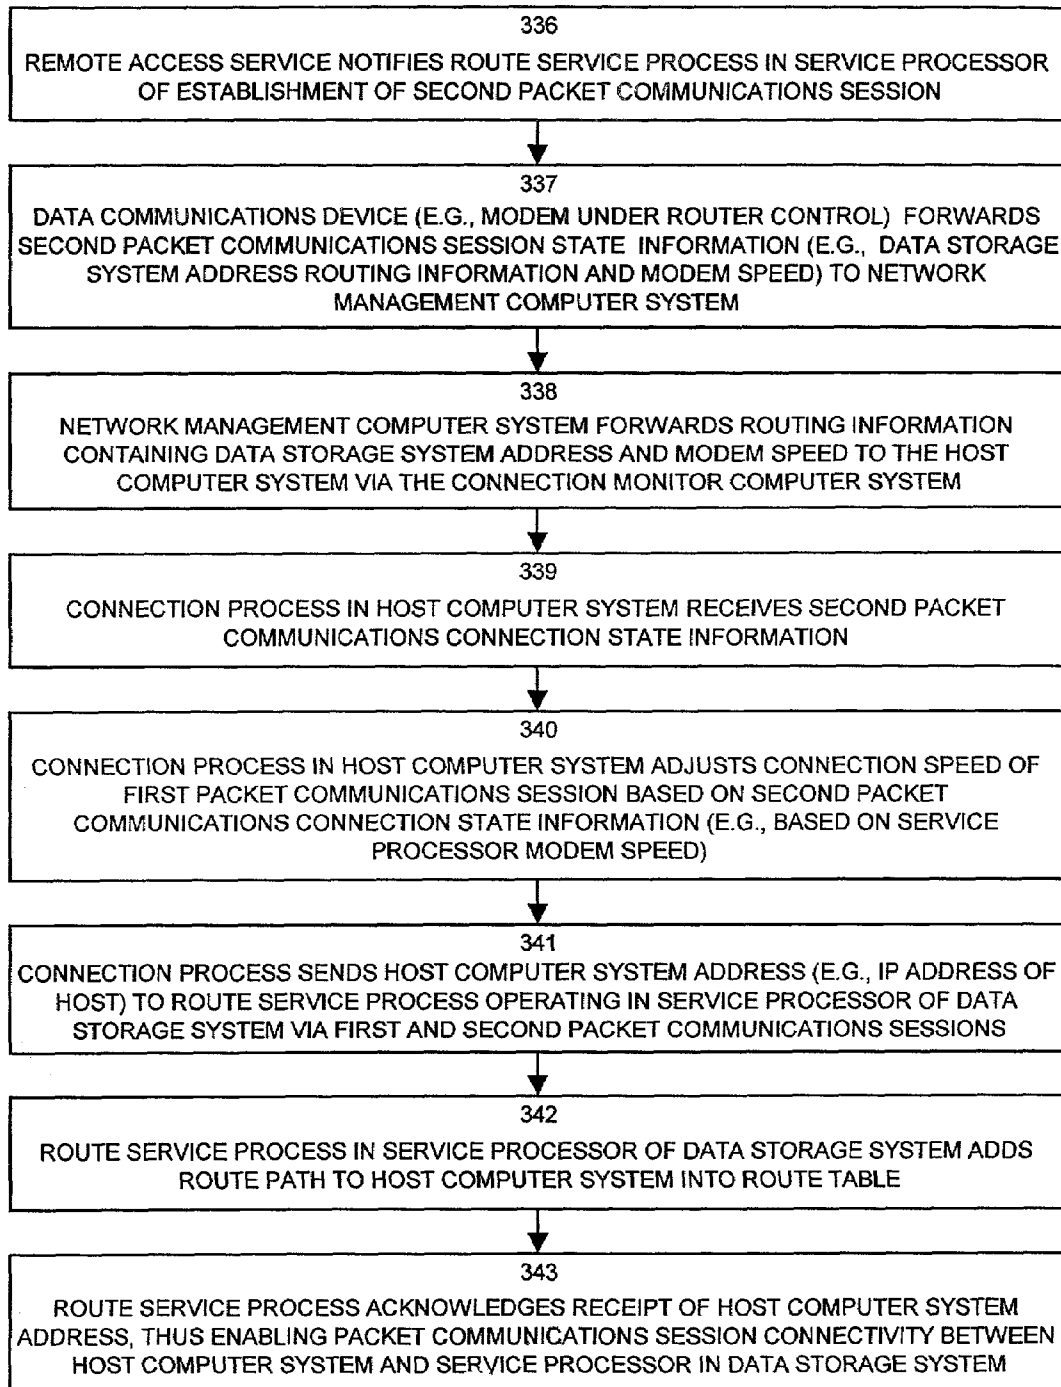 336
REMOTE ACCESS SERVICE NOTIFIES ROUTE SERVICE PROCESS IN SERVICE PROCESSOR
OF ESTABLISHMENT OF SECOND PACKET COMMUNICATIONS SESSION
337
DATA COMMUNICATIONS DEVICE (E.G., MODEM UNDER ROUTER CONTROL) FORWARDS
SECOND PACKET COMMUNICATIONS SESSION STATE INFORMATION (E.G., DATA STORAGE
SYSTEM ADDRESS ROUTING INFORMATION AND MODEM SPEED) TO NETWORK
MANAGEMENT COMPUTER SYSTEM
338
NETWORK MANAGEMENT COMPUTER SYSTEM FORWARDS ROUTING INFORMATION
CONTAINING DATA STORAGE SYSTEM ADDRESS AND MODEM SPEED TO THE HOST
COMPUTER SYSTEM VIA THE CONNECTION MONITOR COMPUTER SYSTEM
339
CONNECTION PROCESS IN HOST COMPUTER SYSTEM RECEIVES SECOND PACKET
COMMUNICATIONS CONNECTION STATE INFORMATION
340
CONNECTION PROCESS IN HOST COMPUTER SYSTEM ADJUSTS CONNECTION SPEED OF
FIRST PACKET COMMUNICATIONS SESSION BASED ON SECOND PACKET
COMMUNICATIONS CONNECTION STATE INFORMATION (E.G., BASED ON SERVICE
PROCESSOR MODEM SPEED)
341
CONNECTION PROCESS SENDS HOST COMPUTER SYSTEM ADDRESS (E.G., IP ADDRESS OF
HOST) TO ROUTE SERVICE PROCESS OPERATING IN SERVICE PROCESSOR OF DATA
STORAGE SYSTEM VIA FIRST AND SECOND PACKET COMMUNICATIONS SESSIONS
342
ROUTE SERVICE PROCESS IN SERVICE PROCESSOR OF DATA STORAGE SYSTEM ADDS
ROUTE PATH TO HOST COMPUTER SYSTEM INTO ROUTE TABLE
343
ROUTE SERVICE PROCESS ACKNOWLEDGES RECEIPT OF HOST COMPUTER SYSTEM
ADDRESS, THUS ENABLING PACKET COMMUNICATIONS SESSION CONNECTIVITY BETWEEN
HOST COMPUTER SYSTEM AND SERVICE PROCESSOR IN DATA STORAGE SYSTEM